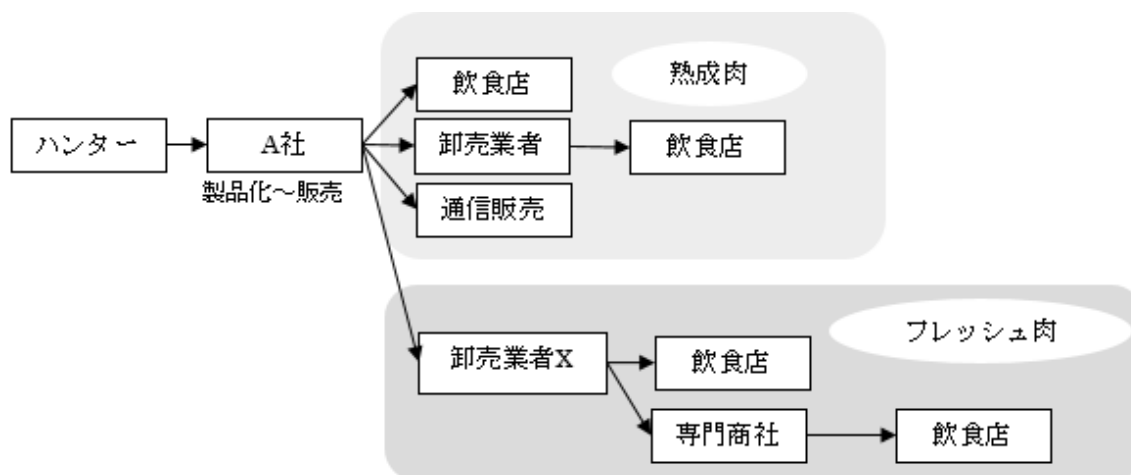 熟成肉
飲食店
ハンター
A社
卸売業者
飲食店
製品化～販売
通信販売
フレッシュ肉
卸売業者X
飲食店
専門商社
飲食店